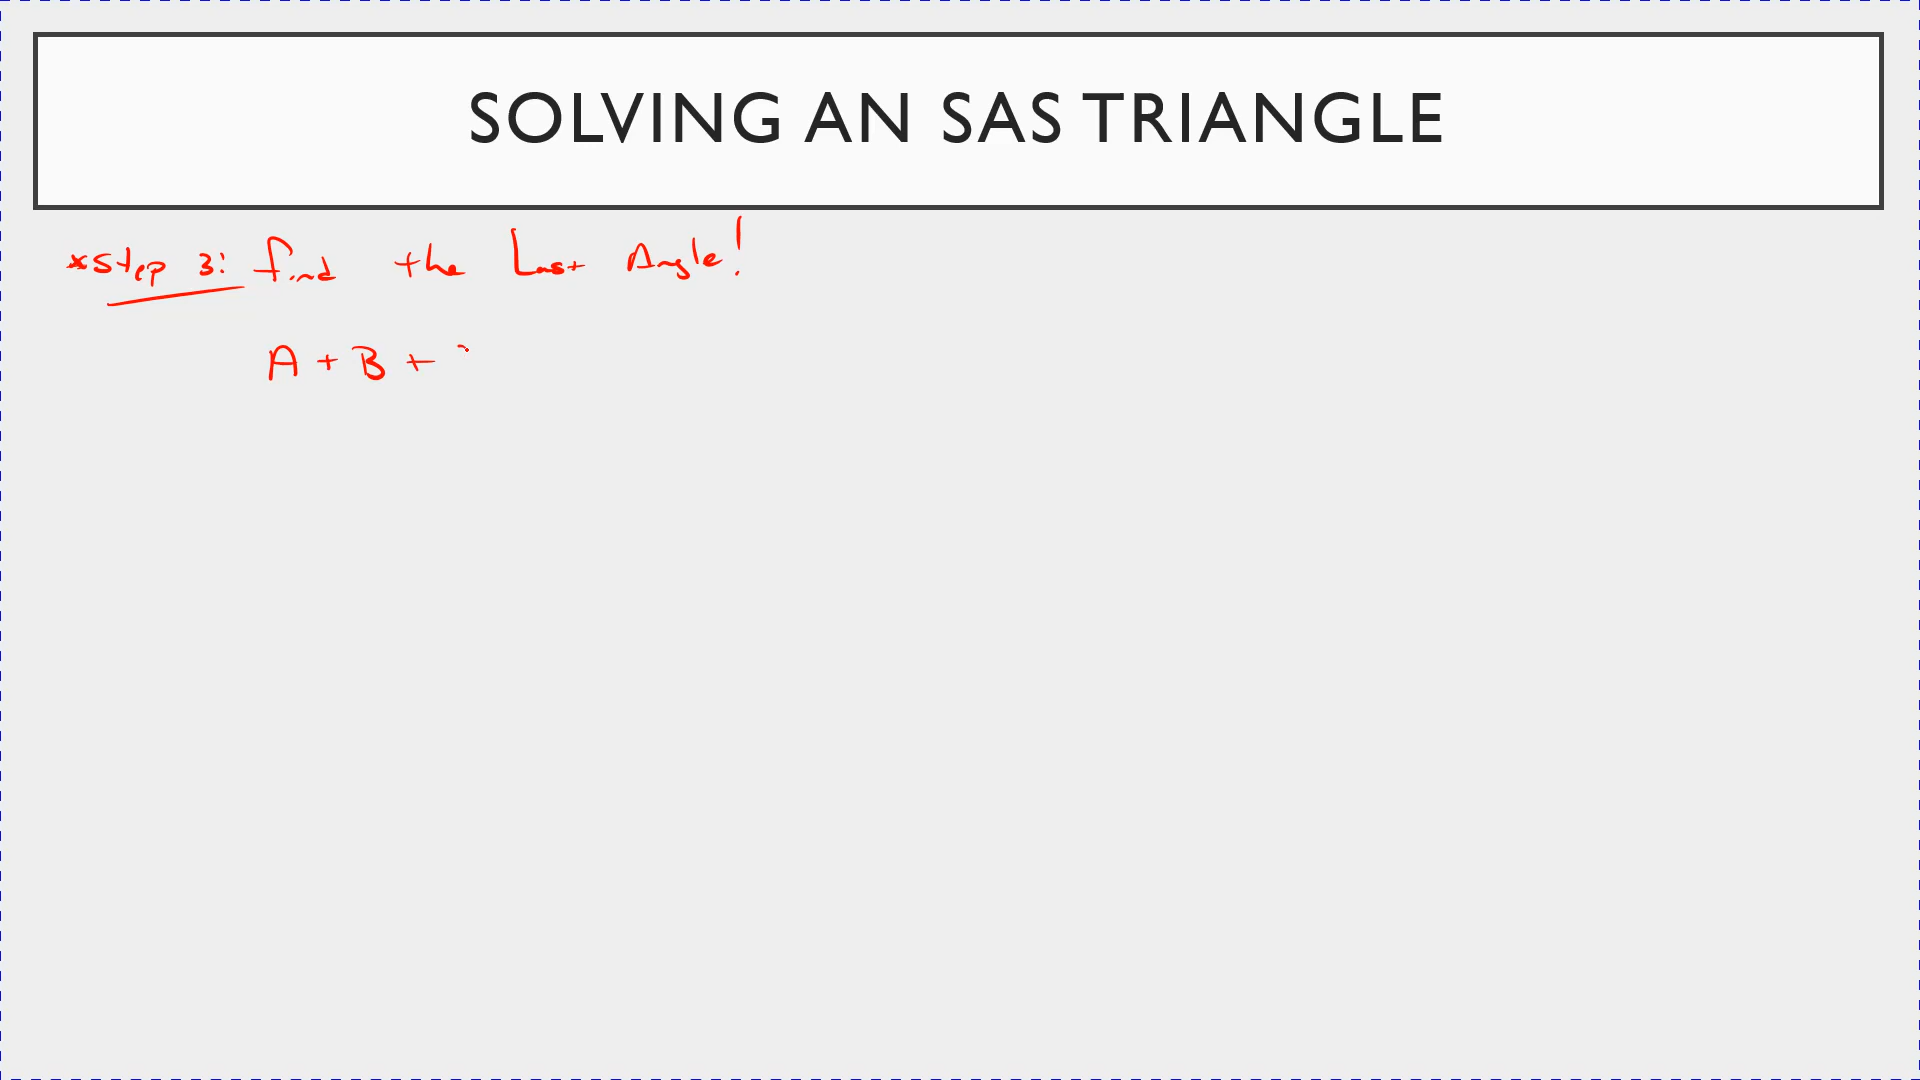 SOLVING AN SAS TRIANGLE
*Step 3: find the Last Angle!
A + B +